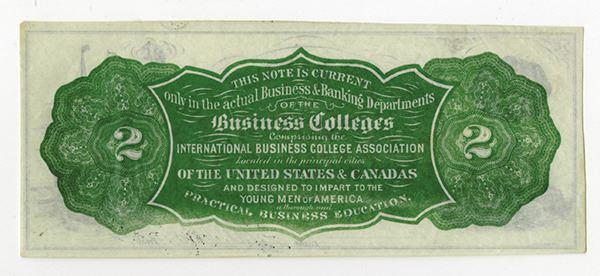 THIS NOTE IS CURRENT
only in the actual Business & Banking Departments
OF THE
Business Colleges
Comprising the
INTERNATIONAL BUSINESS COLLEGE ASSOCIATION
Located in the principal cities
OF THE UNITED STATES & CANADAS
AND DESIGNED TO IMPART TO THE
YOUNG MEN OF AMERICA
a thorough and
PRACTICAL BUSINESS EDUCATION.
2
2